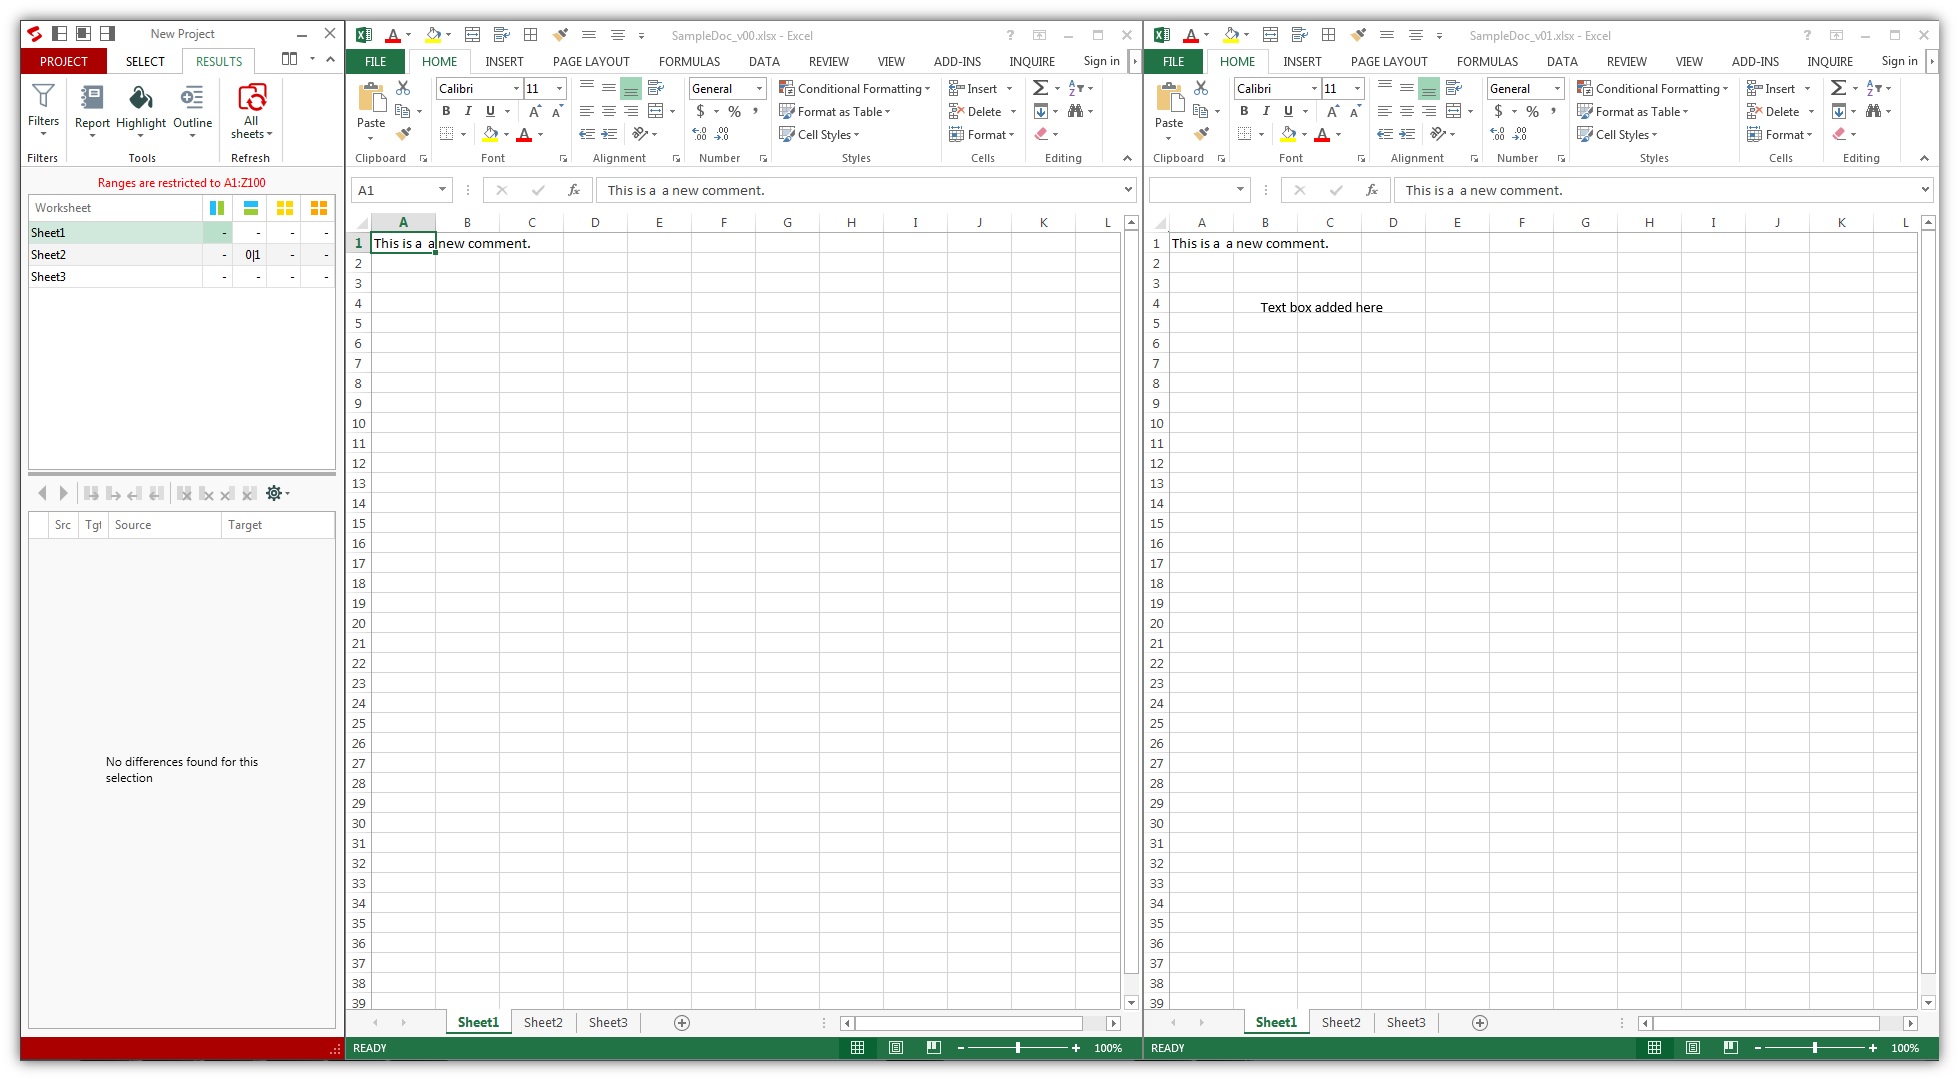 New Project
PROJECT SELECT RESULTS
Filters Report Highlight Outline All sheets
Filters Tools Refresh
Ranges are restricted to A1:Z100
Worksheet
Sheet1 - - - -
Sheet2 - 0|1 - -
Sheet3 - - - -
Src Tgt Source Target
No differences found for this
selection
SampleDoc_v00.xlsx - Excel
FILE HOME INSERT PAGE LAYOUT FORMULAS DATA REVIEW VIEW ADD-INS INQUIRE Sign in
Calibri 11 General Conditional Formatting Insert
Paste B I U $ % , Format as Table Delete
Cell Styles Format
Clipboard Font Alignment Number Styles Cells Editing
A1 fx This is a a new comment.
A B C D E F G H I J K L
1 This is a a new comment.
2
3
4
5
6
7
8
9
10
11
12
13
14
15
16
17
18
19
20
21
22
23
24
25
26
27
28
29
30
31
32
33
34
35
36
37
38
39
Sheet1 Sheet2 Sheet3
READY 100%
SampleDoc_v01.xlsx - Excel
FILE HOME INSERT PAGE LAYOUT FORMULAS DATA REVIEW VIEW ADD-INS INQUIRE Sign in
Calibri 11 General Conditional Formatting Insert
Paste B I U $ % , Format as Table Delete
Cell Styles Format
Clipboard Font Alignment Number Styles Cells Editing
fx This is a a new comment.
A B C D E F G H I J K L
1 This is a a new comment.
2
3
4 Text box added here
5
6
7
8
9
10
11
12
13
14
15
16
17
18
19
20
21
22
23
24
25
26
27
28
29
30
31
32
33
34
35
36
37
38
39
Sheet1 Sheet2 Sheet3
READY 100%